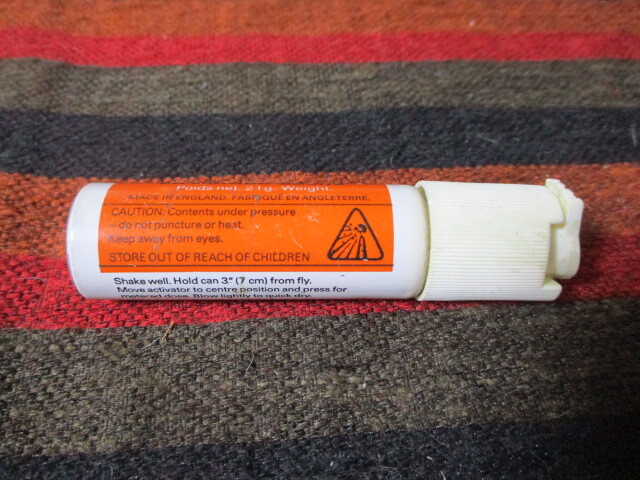 Poids net. 21g. Weight.
MADE IN ENGLAND. FABRIQUÉ EN ANGLETERRE.
CAUTION: Contents under pressure
- do not puncture or heat.
Keep away from eyes.
STORE OUT OF REACH OF CHILDREN
Shake well. Hold can 3" (7 cm) from fly.
Move activator to centre position and press for
metered dose. Blow lightly to quick dry.